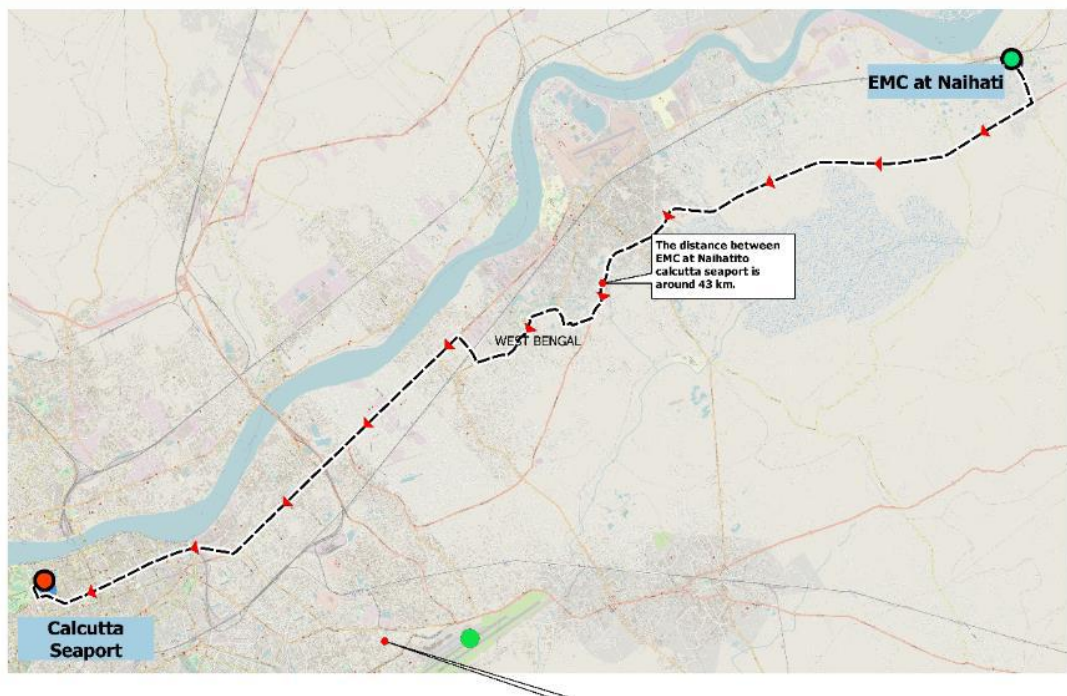 EMC at Naihati
The distance between
EMC at Naihatito
calcutta seaport is
around 43 km.
WEST BENGAL
Calcutta
Seaport